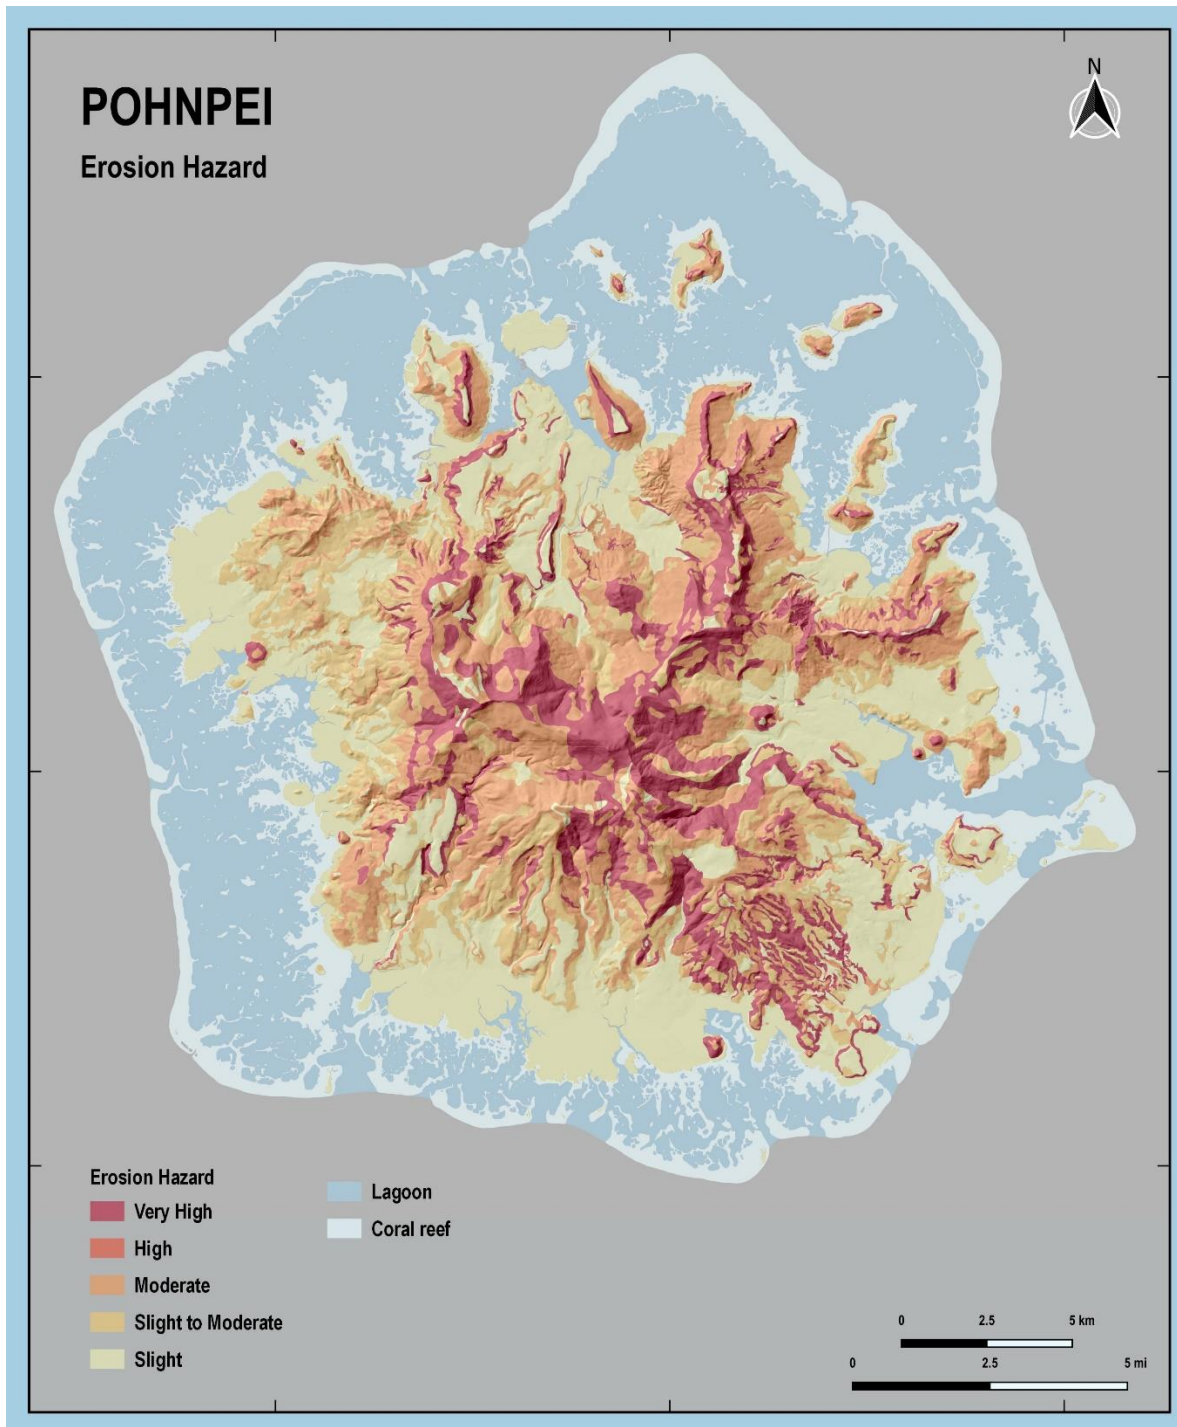 POHNPEI
Erosion Hazard
N
Erosion Hazard
Very High
High
Moderate
Slight to Moderate
Slight
Lagoon
Coral reef
0 2.5 5 km
0 2.5 5 mi